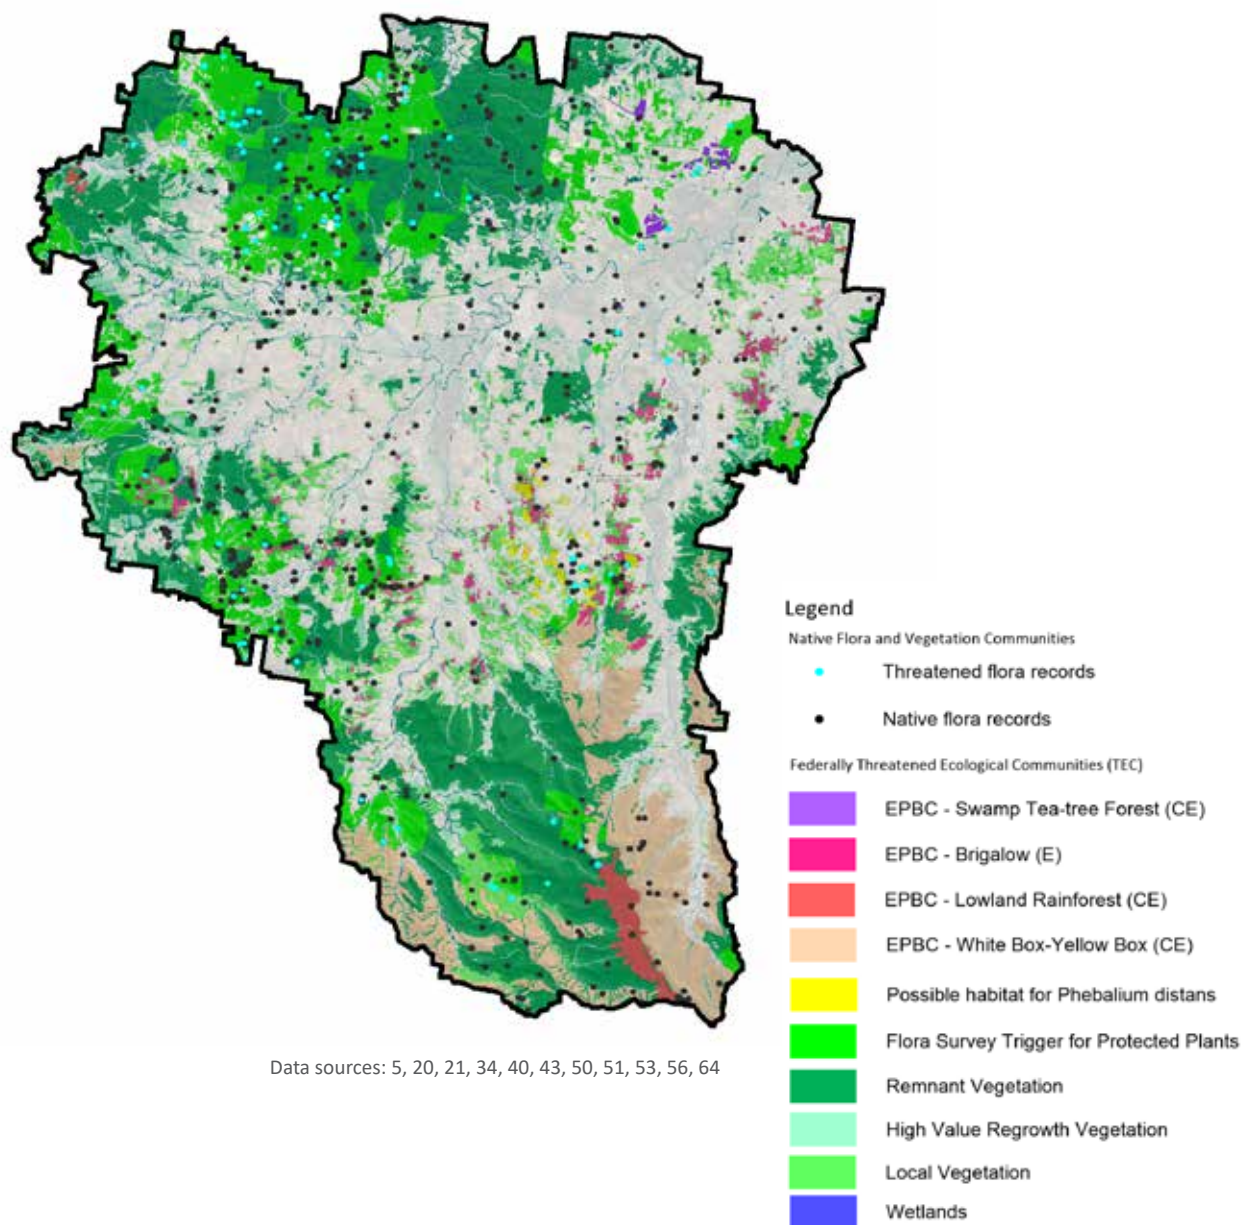 Legend
Native Flora and Vegetation Communities
Threatened flora records
Native flora records
Federally Threatened Ecological Communities (TEC)
EPBC - Swamp Tea-tree Forest (CE)
EPBC - Brigalow (E)
EPBC - Lowland Rainforest (CE)
EPBC - White Box-Yellow Box (CE)
Possible habitat for Phebalium distans
Flora Survey Trigger for Protected Plants
Remnant Vegetation
High Value Regrowth Vegetation
Local Vegetation
Wetlands
Data sources: 5, 20, 21, 34, 40, 43, 50, 51, 53, 56, 64